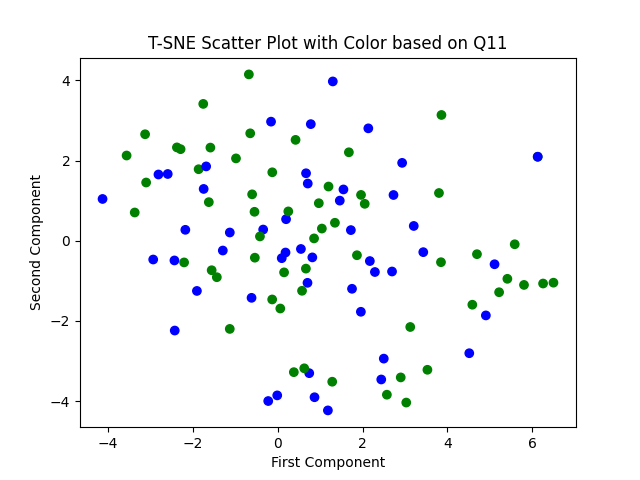 T-SNE Scatter Plot with Color based on Q11
4
2
0
−2
−4
Second Component
−4 −2 0 2 4 6
First Component